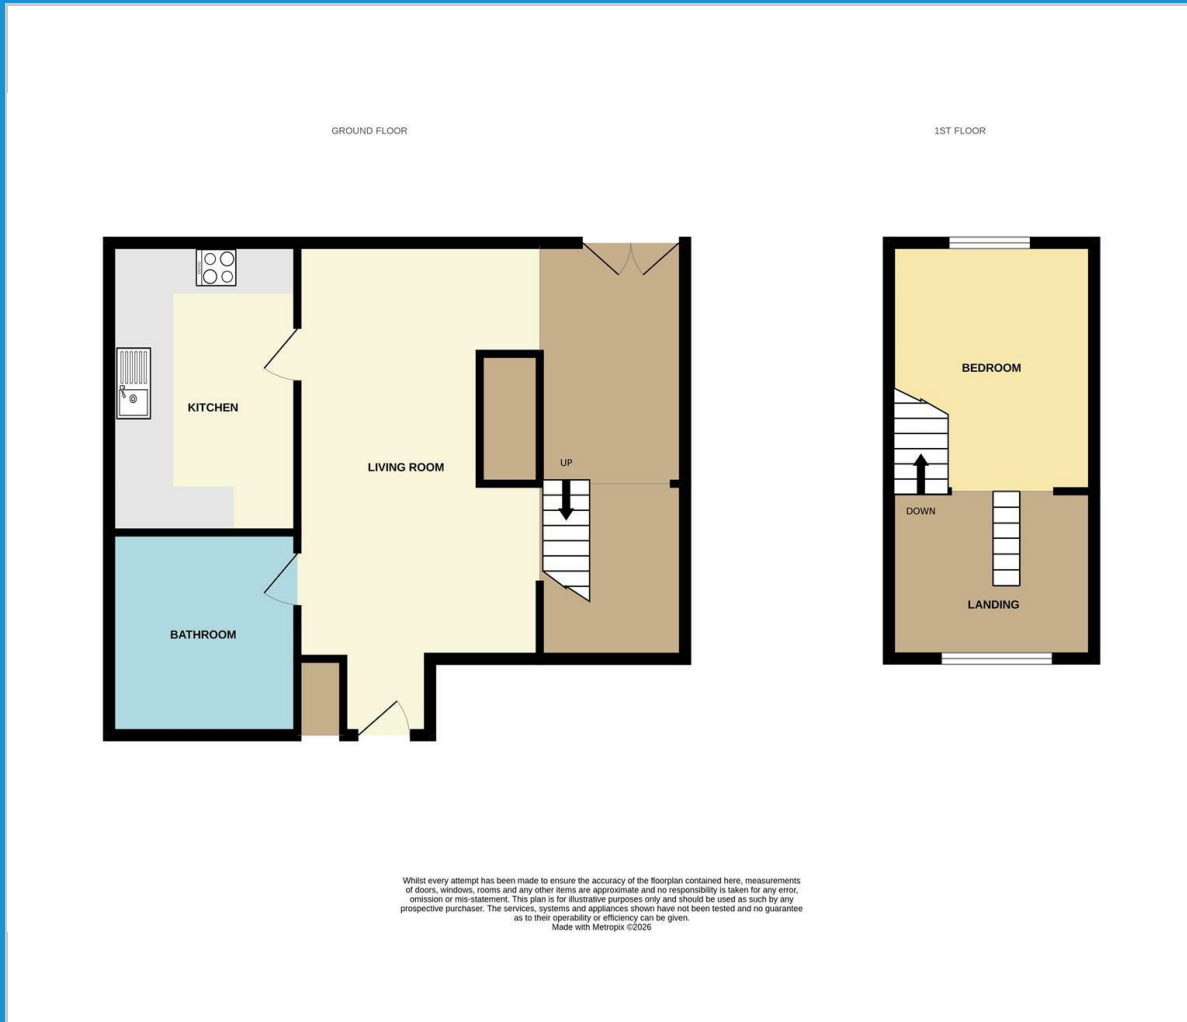 GROUND FLOOR
1ST FLOOR
KITCHEN
BEDROOM
LIVING ROOM
UP
DOWN
BATHROOM
LANDING
Whilst every attempt has been made to ensure the accuracy of the floorplan contained here, measurements
of doors, windows, rooms and any other items are approximate and no responsibility is taken for any error,
omission or mis-statement. This plan is for illustrative purposes only and should be used as such by any
prospective purchaser. The services, systems and appliances shown have not been tested and no guarantee
as to their operability or efficiency can be given.
Made with Metropix ©2026